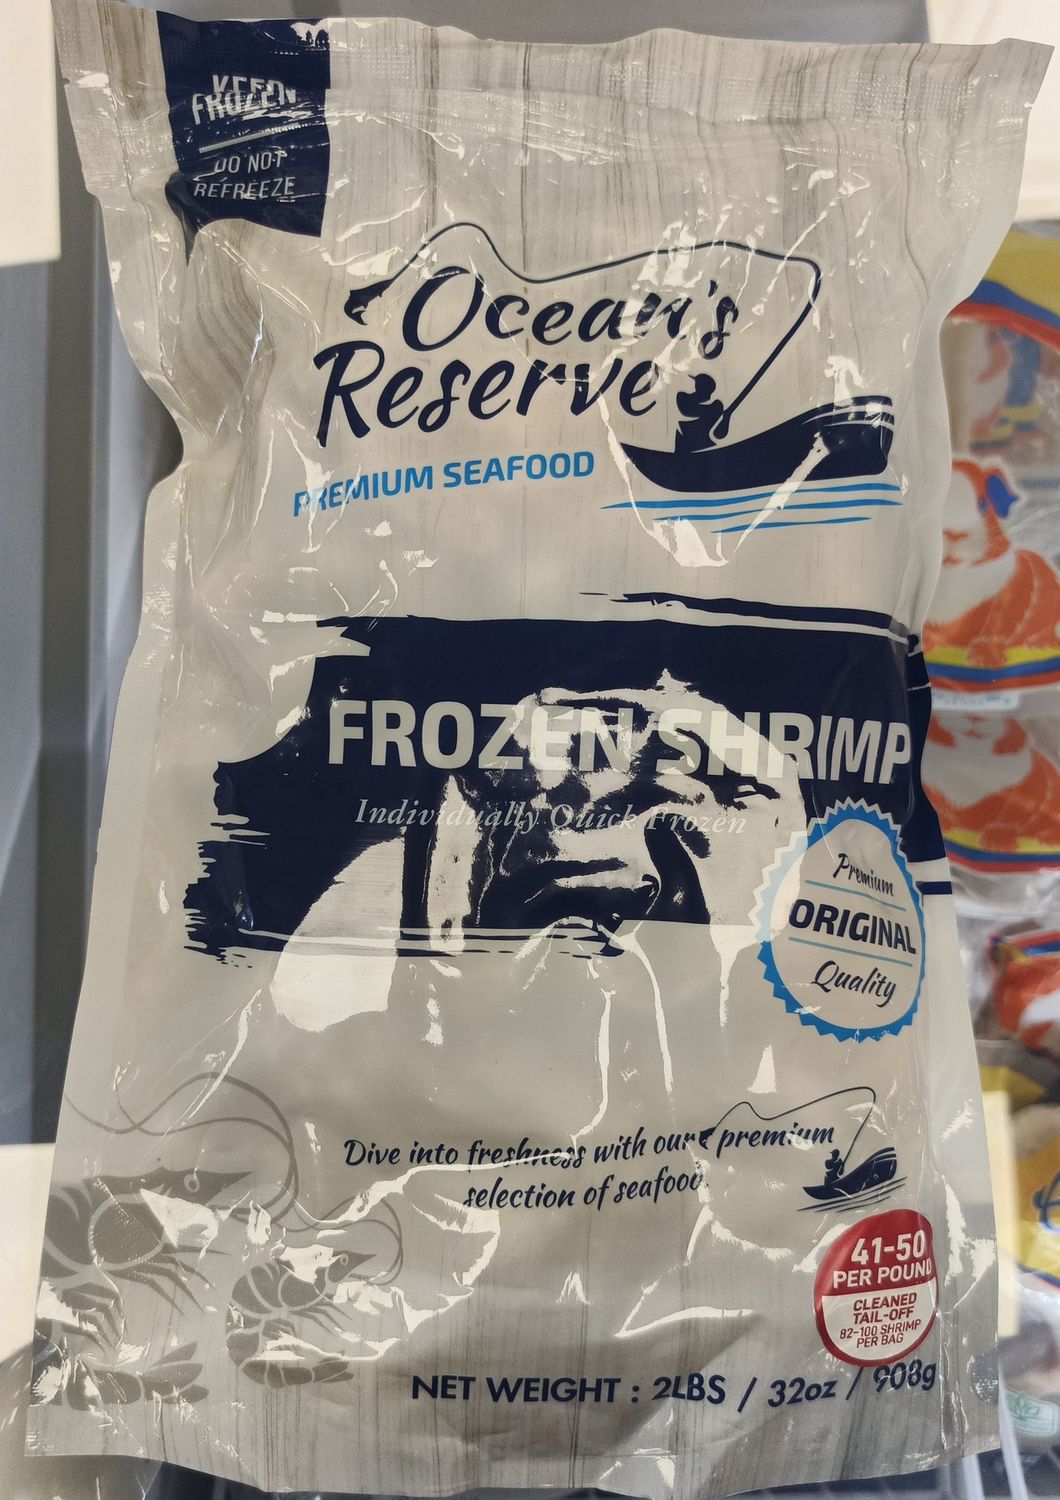 KEEP
FROZEN
DO NOT
REFREEZE
Ocean's
Reserve
PREMIUM SEAFOOD
FROZEN SHRIMP
Individually Quick Frozen
Premium
ORIGINAL
Quality
Dive into freshness with our premium
selection of seafood
41-50
PER POUND
CLEANED
TAIL-OFF
82-100 SHRIMP
PER BAG
NET WEIGHT : 2LBS / 32oz / 908g